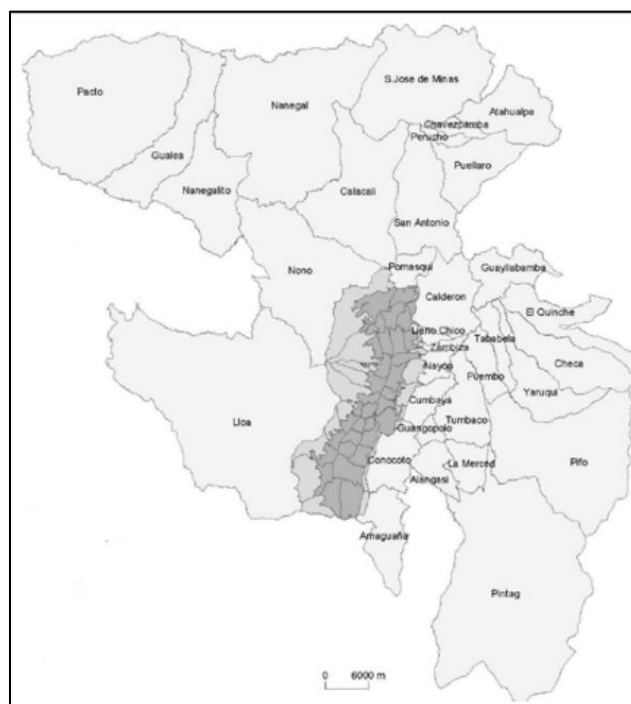 S.Jose de Minas
Pacto
Nanegal
Atahualpa
Chavezpamba
Perucho
Gualea
Puellaro
Nanegalito
Calacali
San Antonio
Nono
Pomasqui
Guayllabamba
Calderon
El Quinche
Llano Chico
Tababela
Zambiza
Checa
Nayon
Puembo
Yaruqui
Cumbaya
Lloa
Tumbaco
Guangopolo
Conocoto
La Merced
Pifo
Alangasi
Amaguaña
Pintag
0 6000 m